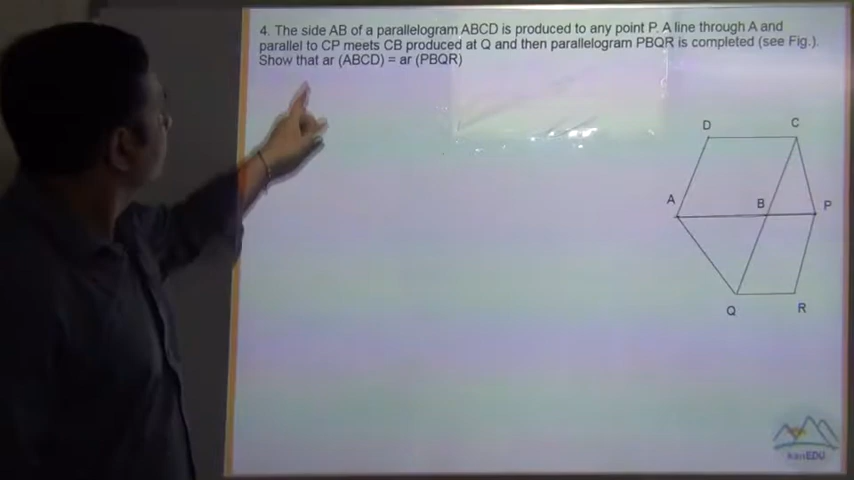 4. The side AB of a parallelogram ABCD is produced to any point P. A line through A and
parallel to CP meets CB produced at Q and then parallelogram PBQR is completed (see Fig.).
Show that ar (ABCD) = ar (PBQR)
D
C
A
B
P
Q
R
KariEDU